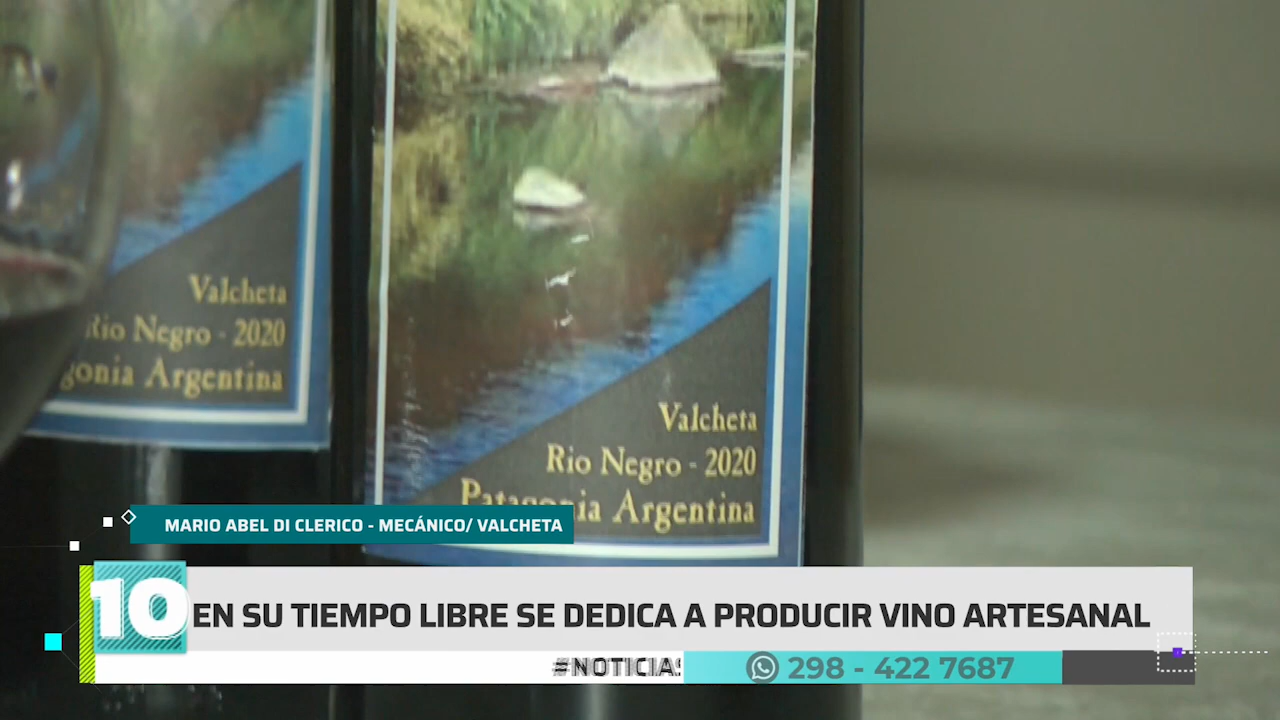 Valcheta
Rio Negro - 2020
gonia Argentina
Valcheta
Rio Negro - 2020
Patagonia Argentina
MARIO ABEL DI CLERICO - MECÁNICO/ VALCHETA
10
EN SU TIEMPO LIBRE SE DEDICA A PRODUCIR VINO ARTESANAL
#NOTICIAS
298 - 422 7687